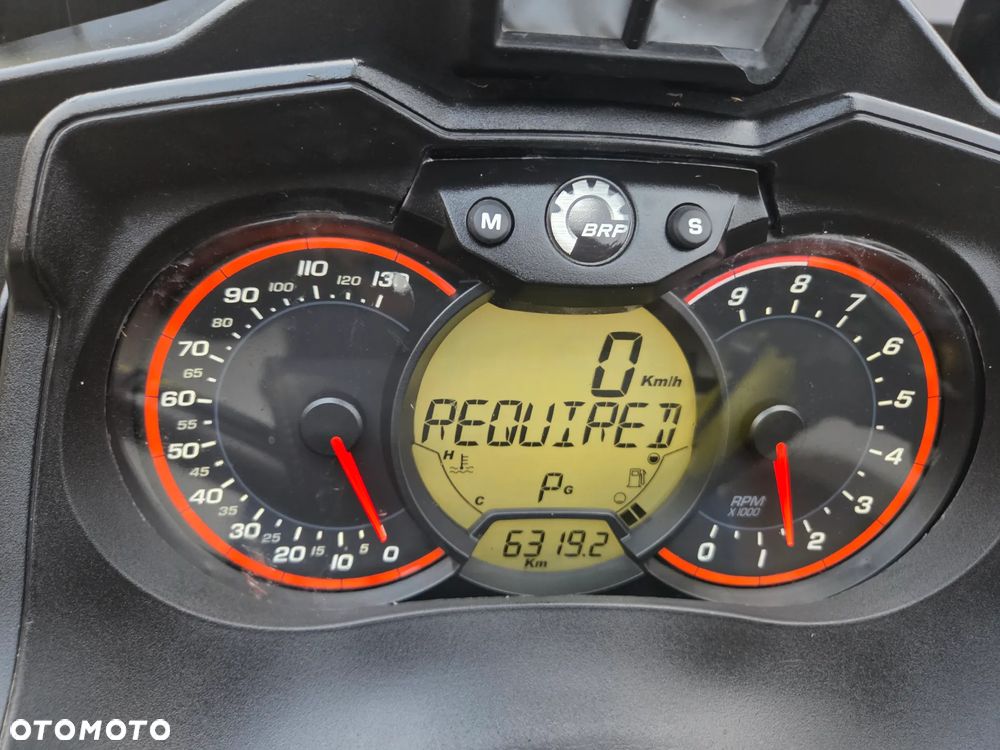 M BRP S
110 120 130
90 100
80
70
65
60
55
50
45
40
35
30 25 20 15 10 5 0
0 Km/h
REQUIRED
H
C
P G
6319.2
Km
9 8 7 6 5 4 3 2 1 0
RPM
X1000
OTOMOTO